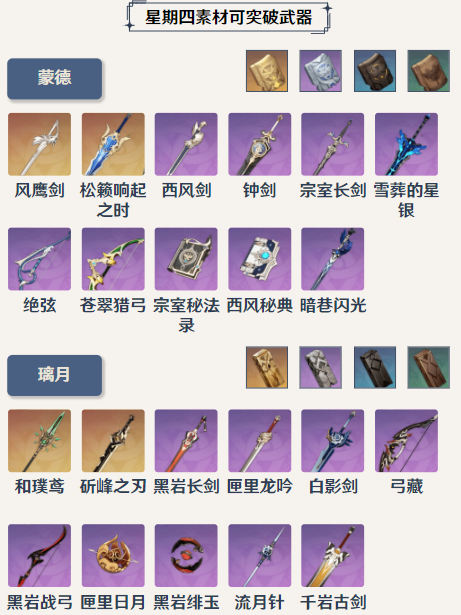 星期四素材可突破武器
蒙德
风鹰剑 松籁响起之时 西风剑 钟剑 宗室长剑 雪葬的星银
绝弦 苍翠猎弓 宗室秘法录 西风秘典 暗巷闪光
璃月
和璞鸢 斫峰之刃 黑岩长剑 匣里龙吟 白影剑 弓藏
黑岩战弓 匣里日月 黑岩绯玉 流月针 千岩古剑